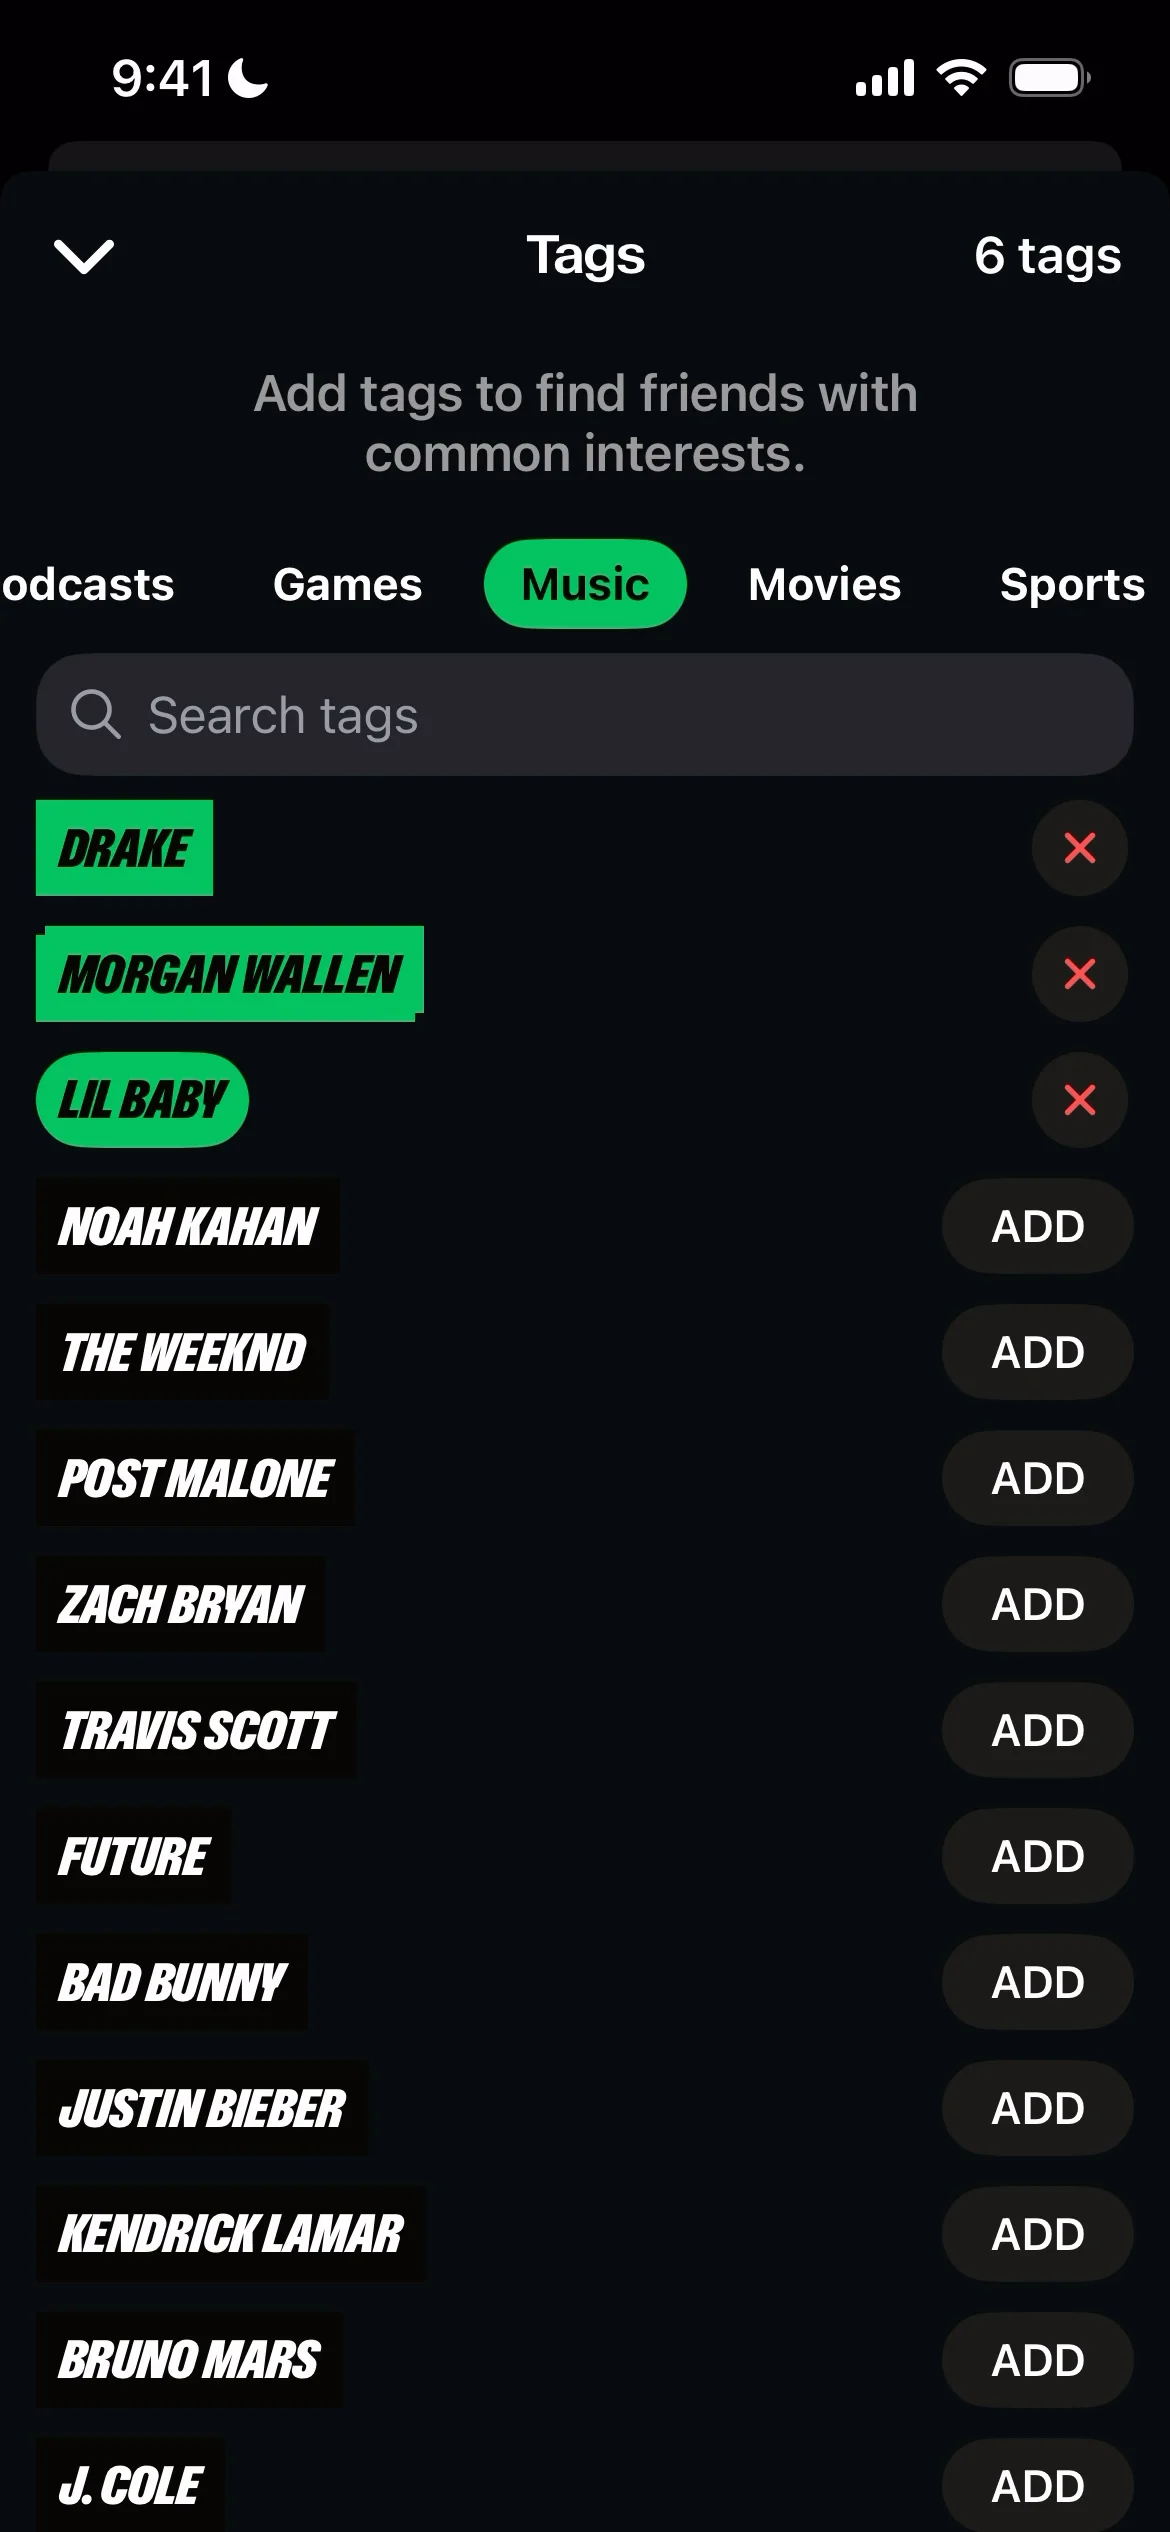 9:41
Tags
6 tags
Add tags to find friends with
common interests.
odcasts Games Music Movies Sports
Search tags
DRAKE
MORGAN WALLEN
LIL BABY
NOAH KAHAN ADD
THE WEEKND ADD
POST MALONE ADD
ZACH BRYAN ADD
TRAVIS SCOTT ADD
FUTURE ADD
BAD BUNNY ADD
JUSTIN BIEBER ADD
KENDRICK LAMAR ADD
BRUNO MARS ADD
J. COLE ADD